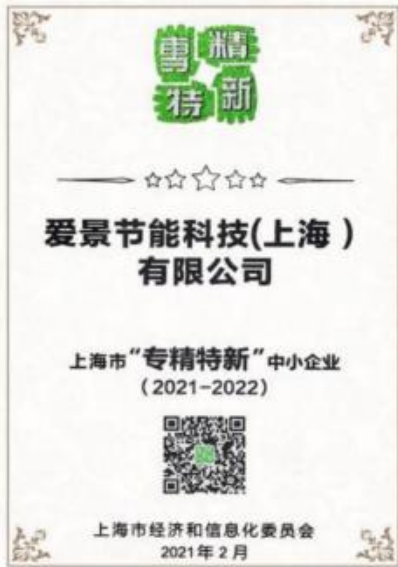 專精
特新
爱景节能科技(上海)
有限公司
上海市“专精特新”中小企业
(2021-2022)
上海市经济和信息化委员会
2021年2月